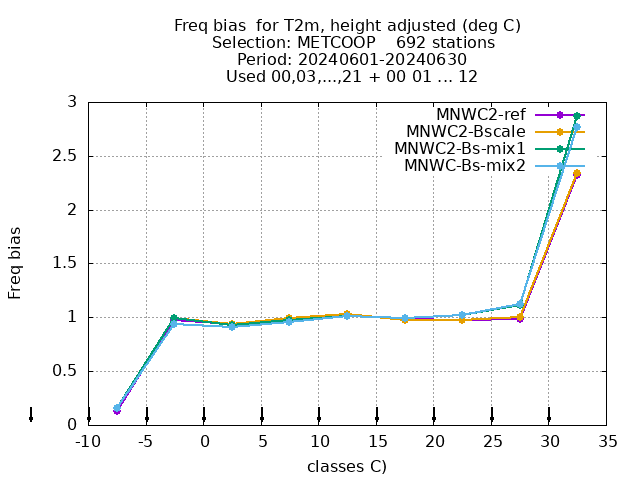 Freq bias  for T2m, height adjusted (deg C)
Selection: METCOOP    692 stations
Period: 20240601-20240630
Used 00,03,...,21 + 00 01 ... 12
MNWC2-ref
MNWC2-Bscale
MNWC2-Bs-mix1
MNWC-Bs-mix2
Freq bias
3
2.5
2
1.5
1
0.5
0
-10 -5 0 5 10 15 20 25 30 35
classes C)